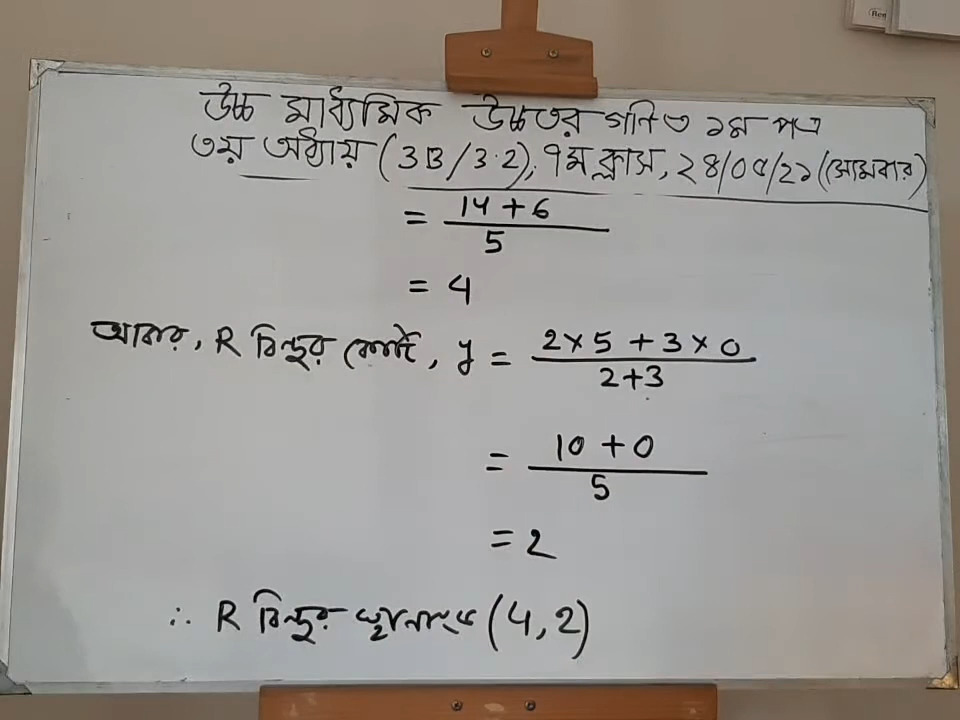 উচ্চ মাধ্যমিক উচ্চতর গনিত ১ম পত্র
৩য় অধ্যায় (3B/3.2), ৭ম ক্লাস, ২৪/০৫/২১ (সোমবার)
= 14 + 6 / 5
= 4
আবার, R বিন্দুর কোটি, y = 2 × 5 + 3 × 0 / 2+3
= 10 + 0 / 5
= 2
∴ R বিন্দুর স্থানাংক (4, 2)